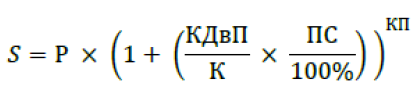 S = Р × (1 + (КДвП / К × ПС / 100%))^КП